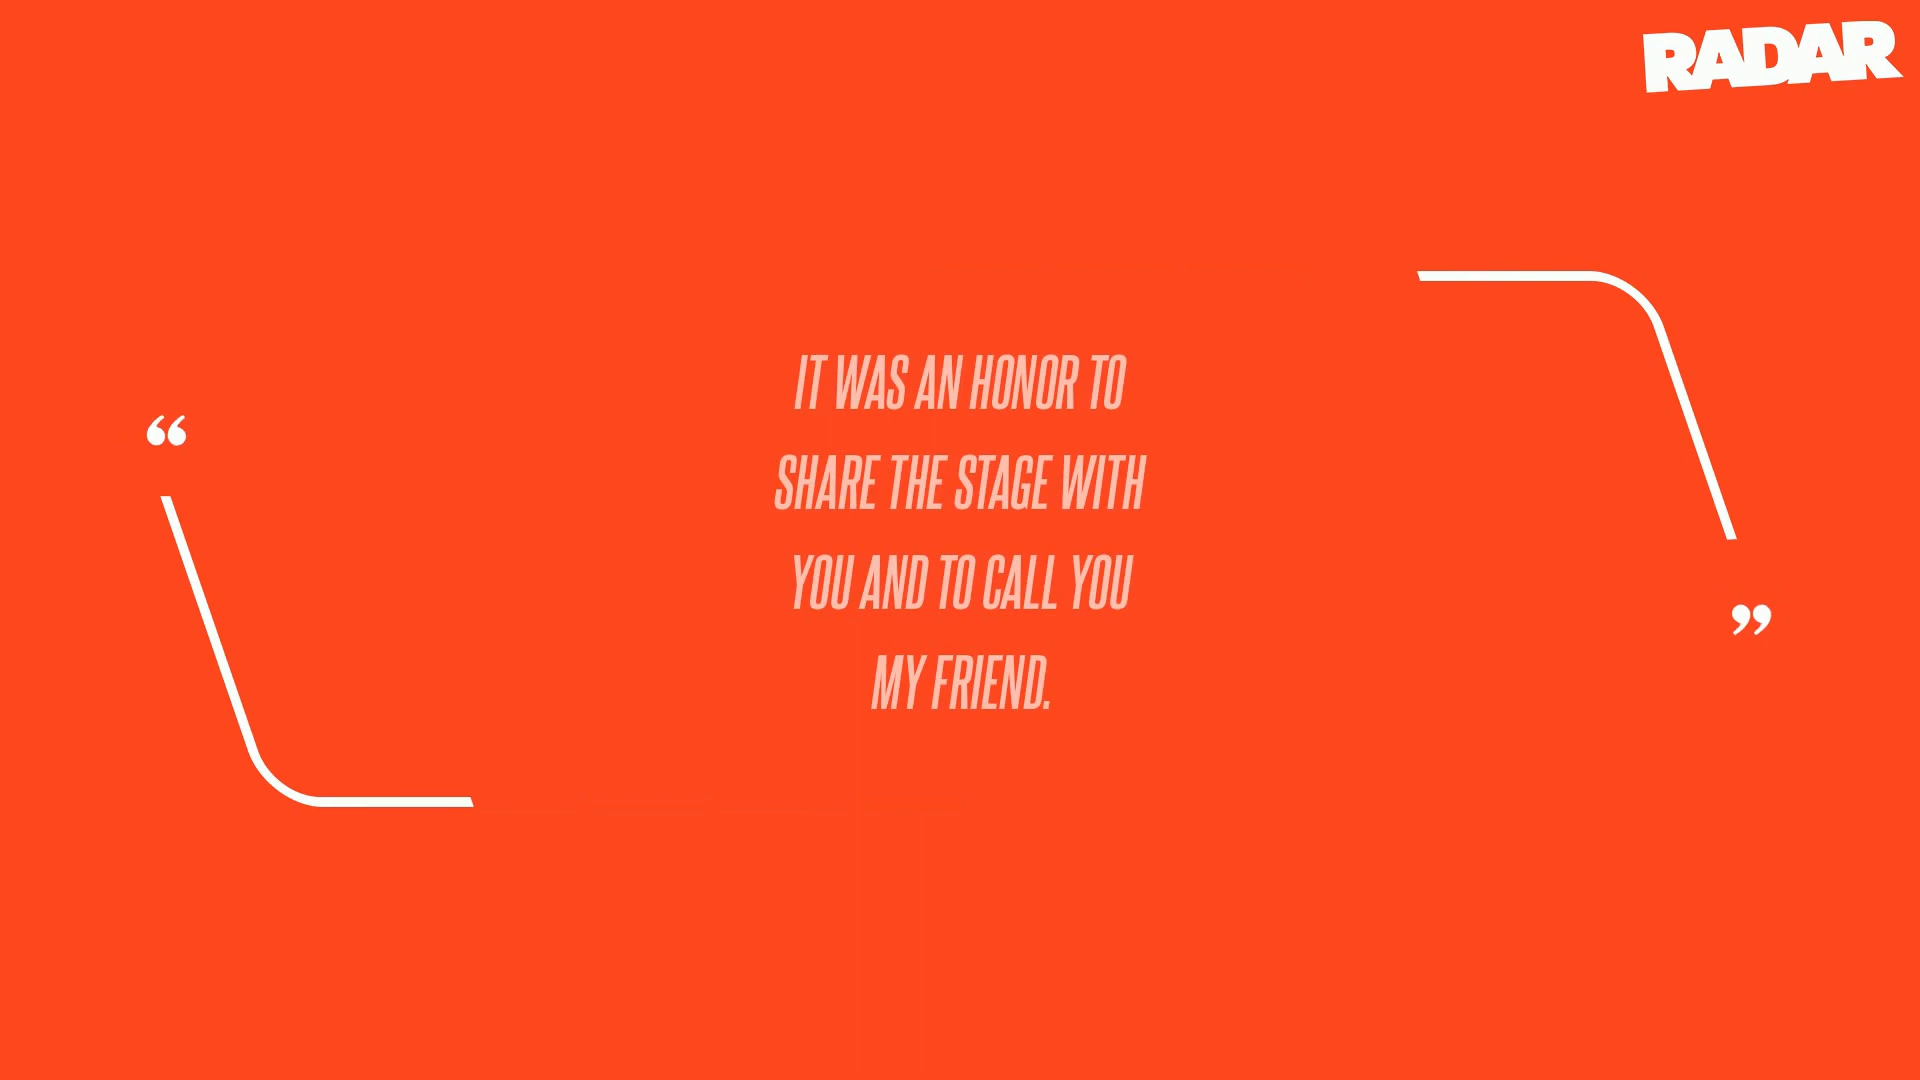 RADAR
“
IT WAS AN HONOR TO
SHARE THE STAGE WITH
YOU AND TO CALL YOU
MY FRIEND.
”